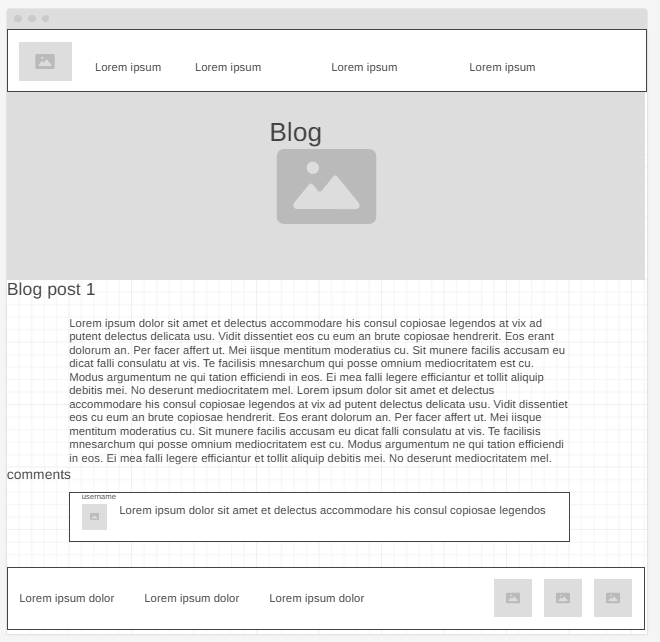 Lorem ipsum Lorem ipsum Lorem ipsum Lorem ipsum
Blog
Blog post 1
Lorem ipsum dolor sit amet et delectus accommodare his consul copiosae legendos at vix ad
putent delectus delicata usu. Vidit dissentiet eos cu eum an brute copiosae hendrerit. Eos erant
dolorum an. Per facer affert ut. Mei iisque mentitum moderatius cu. Sit munere facilis accusam eu
dicat falli consulatu at vis. Te facilisis mnesarchum qui posse omnium mediocritatem est cu.
Modus argumentum ne qui tation efficiendi in eos. Ei mea falli legere efficiantur et tollit aliquip
debitis mei. No deserunt mediocritatem mel. Lorem ipsum dolor sit amet et delectus
accommodare his consul copiosae legendos at vix ad putent delectus delicata usu. Vidit dissentiet
eos cu eum an brute copiosae hendrerit. Eos erant dolorum an. Per facer affert ut. Mei iisque
mentitum moderatius cu. Sit munere facilis accusam eu dicat falli consulatu at vis. Te facilisis
mnesarchum qui posse omnium mediocritatem est cu. Modus argumentum ne qui tation efficiendi
in eos. Ei mea falli legere efficiantur et tollit aliquip debitis mei. No deserunt mediocritatem mel.
comments
username
Lorem ipsum dolor sit amet et delectus accommodare his consul copiosae legendos
Lorem ipsum dolor Lorem ipsum dolor Lorem ipsum dolor